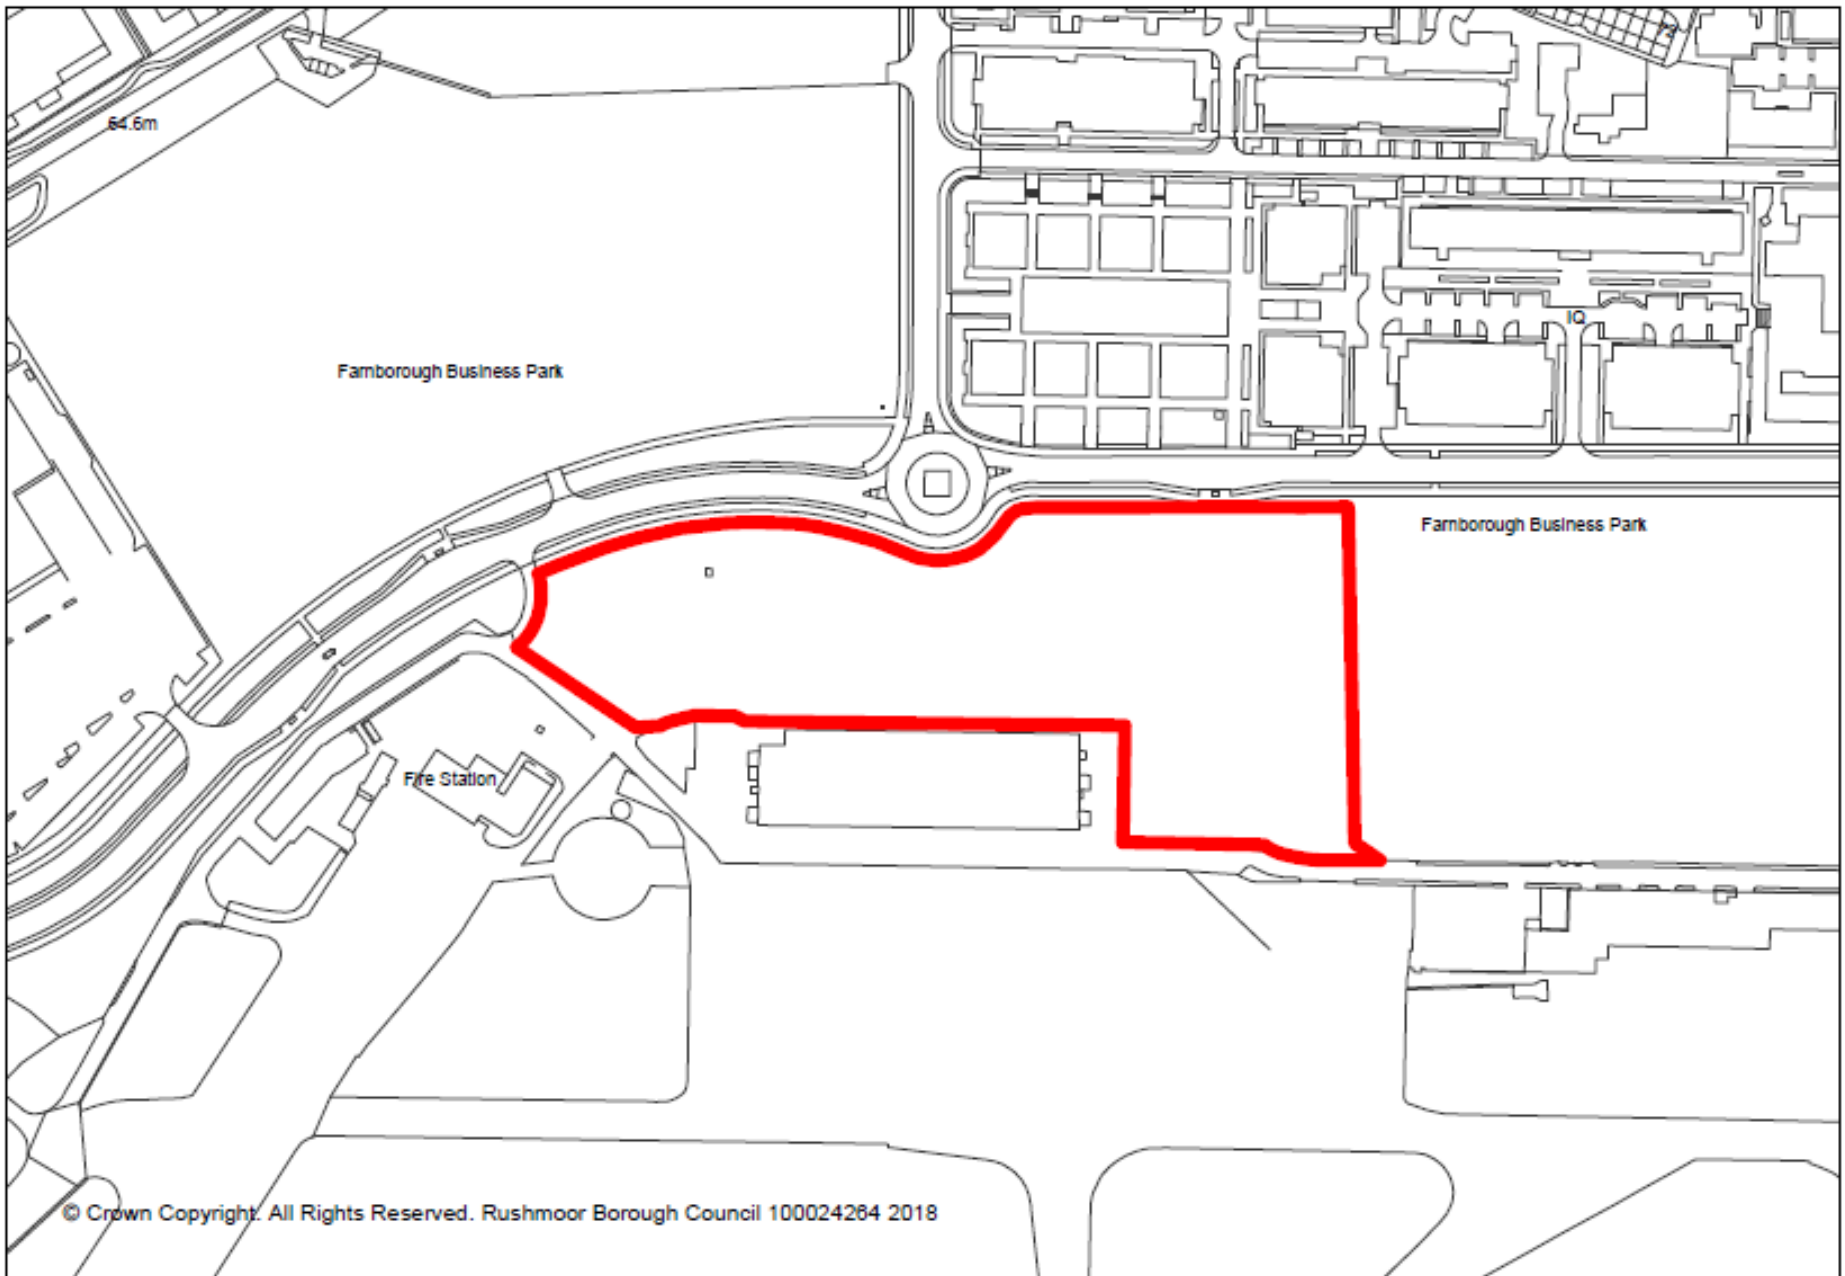 64.6m
Farnborough Business Park
IQ
Farnborough Business Park
Fire Station
© Crown Copyright. All Rights Reserved. Rushmoor Borough Council 100024264 2018